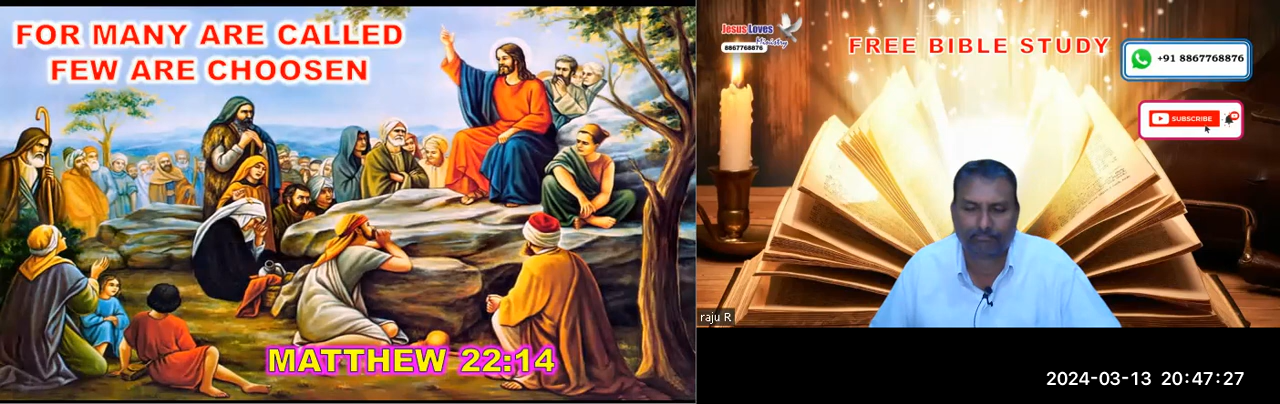 FOR MANY ARE CALLED
FEW ARE CHOOSEN
MATTHEW 22:14
Jesus Loves
Ministry
8867768876
FREE BIBLE STUDY
+91 8867768876
SUBSCRIBE
raju R
2024-03-13 20:47:27